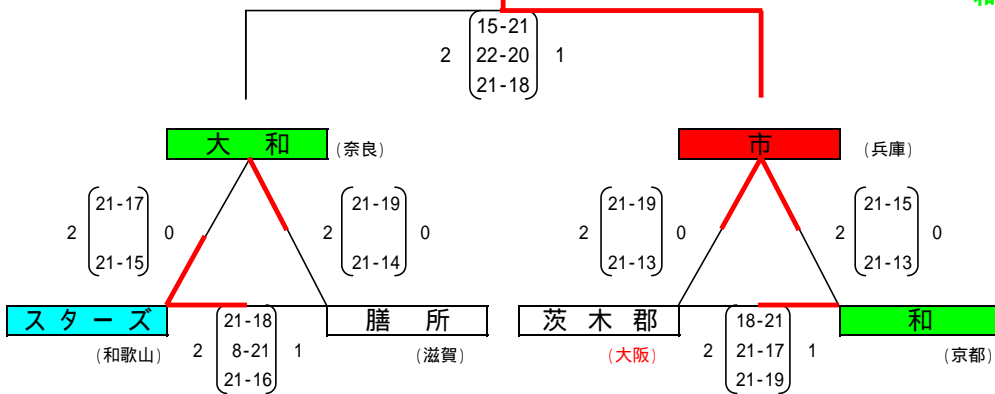 15-21
2 22-20 1
21-18
大 和 (奈良)
市 (兵庫)
21-17
2 0
21-15
21-19
2 0
21-14
21-19
2 0
21-13
21-15
2 0
21-13
スターズ
(和歌山)
21-18
2 8-21 1
21-16
膳 所
(滋賀)
茨 木 郡
(大阪)
18-21
2 21-17 1
21-19
和
(京都)